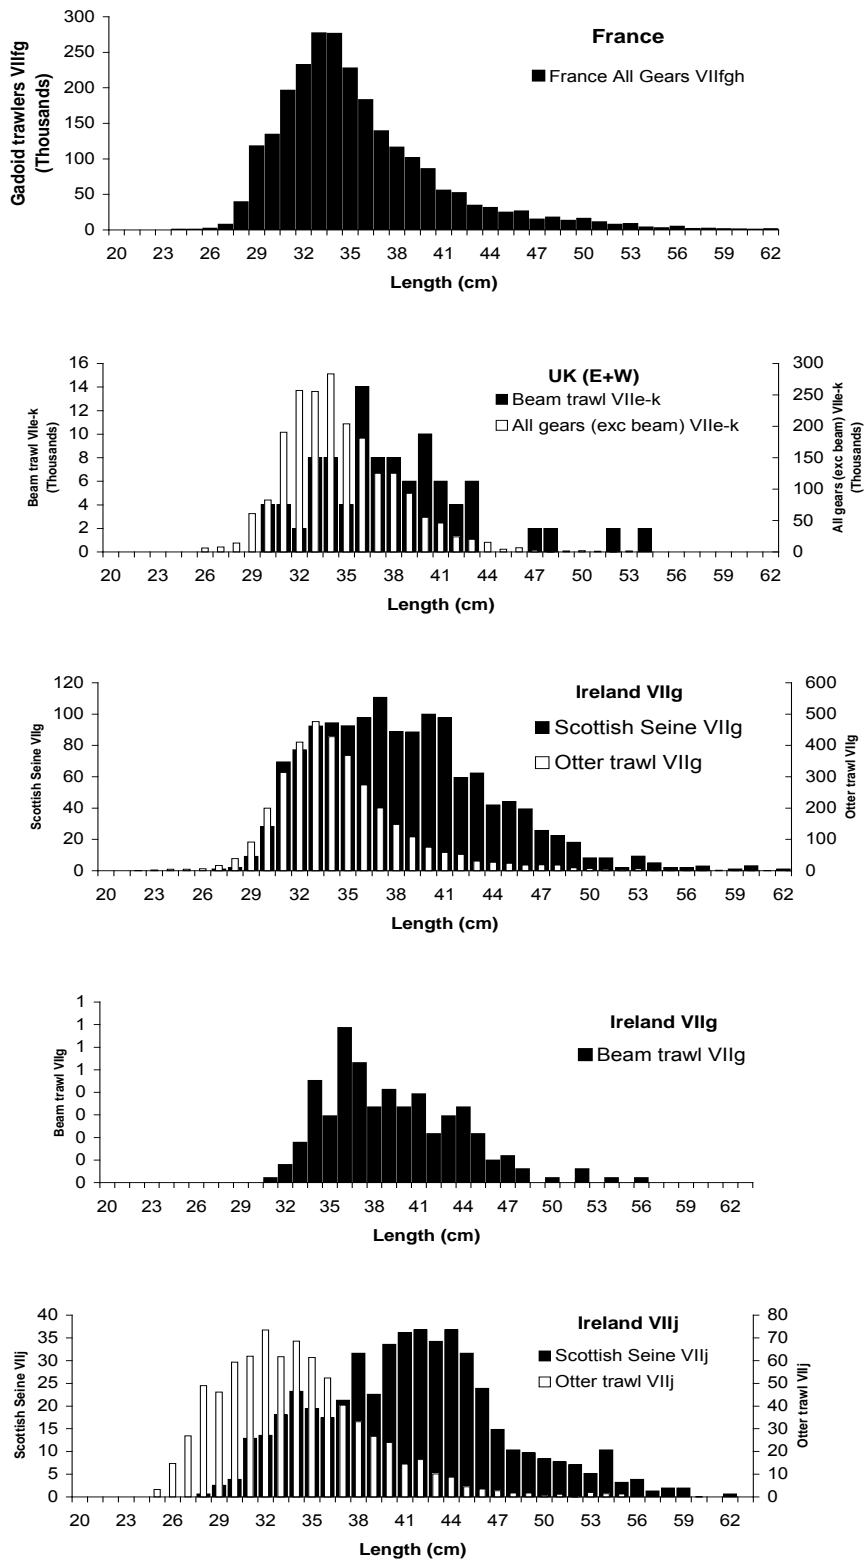 France
France All Gears VIIfgh
Gadoid trawlers VIIfg
(Thousands)
300
250
200
150
100
50
0
20 23 26 29 32 35 38 41 44 47 50 53 56 59 62
Length (cm)
UK (E+W)
Beam trawl VIIe-k
All gears (exc beam) VIIe-k
Beam trawl VIIe-k
(Thousands)
16
14
12
10
8
6
4
2
0
300
250
200
150
100
50
0
All gears (exc beam) VIIe-k
(Thousands)
20 23 26 29 32 35 38 41 44 47 50 53 56 59 62
Length (cm)
Ireland VIIg
Scottish Seine VIIg
Otter trawl VIIg
Scottish Seine VIIg
120
100
80
60
40
20
0
600
500
400
300
200
100
0
Otter trawl VIIg
20 23 26 29 32 35 38 41 44 47 50 53 56 59 62
Length (cm)
Ireland VIIg
Beam trawl VIIg
Beam trawl VIIg
1
1
1
1
0
0
0
0
0
20 23 26 29 32 35 38 41 44 47 50 53 56 59 62
Length (cm)
Ireland VIIj
Scottish Seine VIIj
Otter trawl VIIj
Scottish Seine VIIj
40
35
30
25
20
15
10
5
0
80
70
60
50
40
30
20
10
0
Otter trawl VIIj
20 23 26 29 32 35 38 41 44 47 50 53 56 59 62
Length (cm)